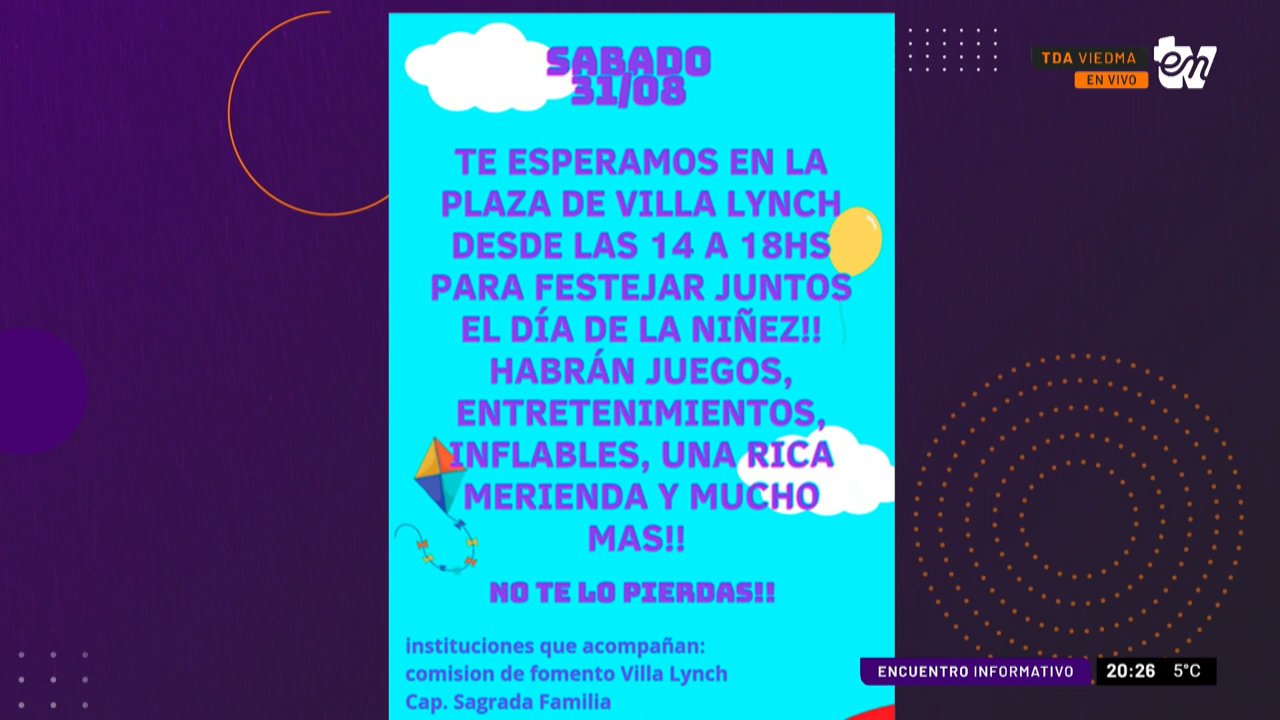 SABADO
31/08
TE ESPERAMOS EN LA
PLAZA DE VILLA LYNCH
DESDE LAS 14 A 18HS
PARA FESTEJAR JUNTOS
EL DÍA DE LA NIÑEZ!!
HABRÁN JUEGOS,
ENTRETENIMIENTOS,
INFLABLES, UNA RICA
MERIENDA Y MUCHO
MAS!!
NO TE LO PIERDAS!!
instituciones que acompañan:
comision de fomento Villa Lynch
Cap. Sagrada Familia
TDA VIEDMA
EN VIVO
en tv
ENCUENTRO INFORMATIVO
20:26 5°C